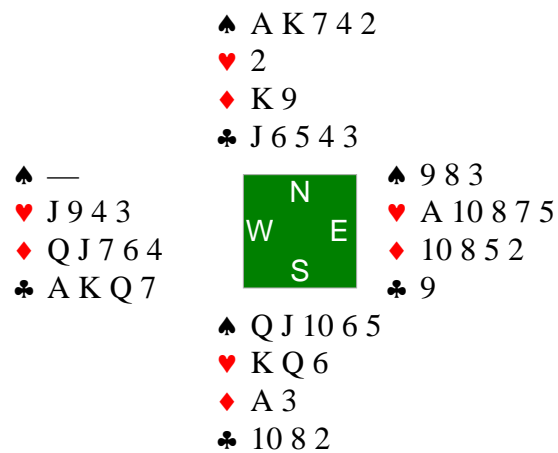 ♠ A K 7 4 2
♥ 2
♦ K 9
♣ J 6 5 4 3
♠ —
♥ J 9 4 3
♦ Q J 7 6 4
♣ A K Q 7
N
W E
S
♠ 9 8 3
♥ A 10 8 7 5
♦ 10 8 5 2
♣ 9
♠ Q J 10 6 5
♥ K Q 6
♦ A 3
♣ 10 8 2